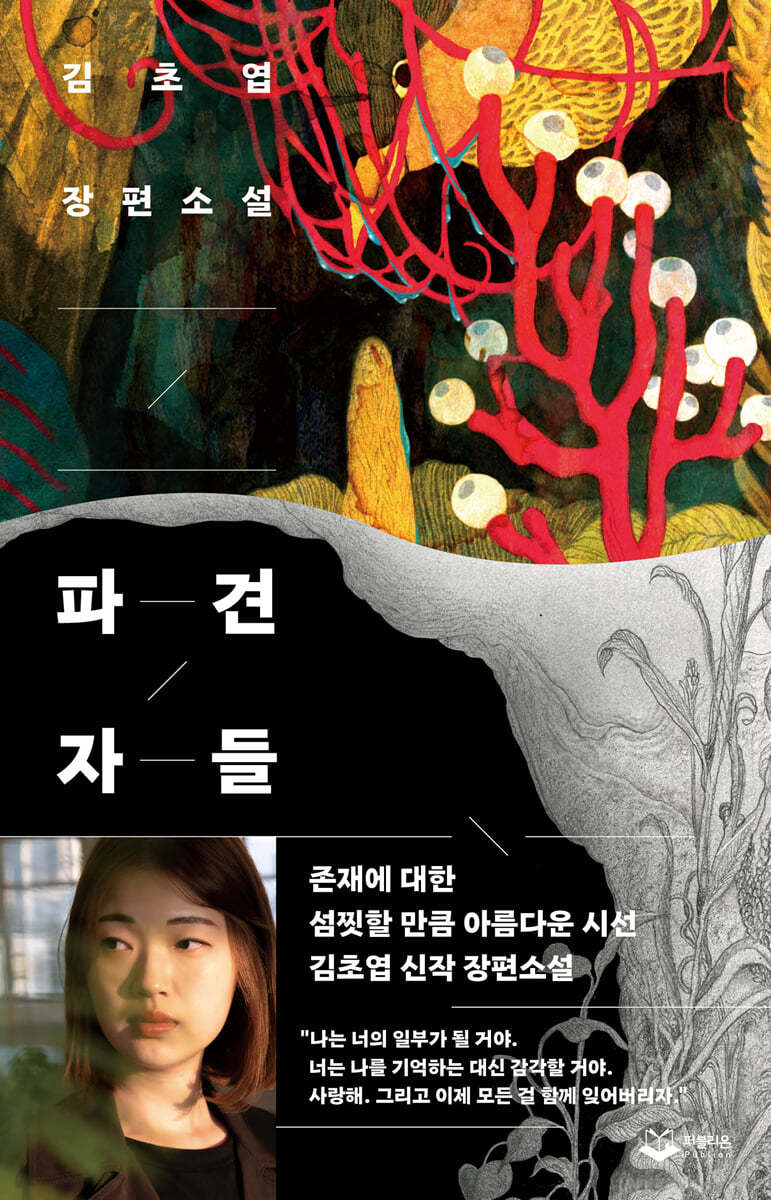 김초엽
장편소설
파견
자들
존재에 대한
섬찟할 만큼 아름다운 시선
김초엽 신작 장편소설
"나는 너의 일부가 될 거야.
너는 나를 기억하는 대신 감각할 거야.
사랑해. 그리고 이제 모든 걸 함께 잊어버리자."
퍼블리온
Publion